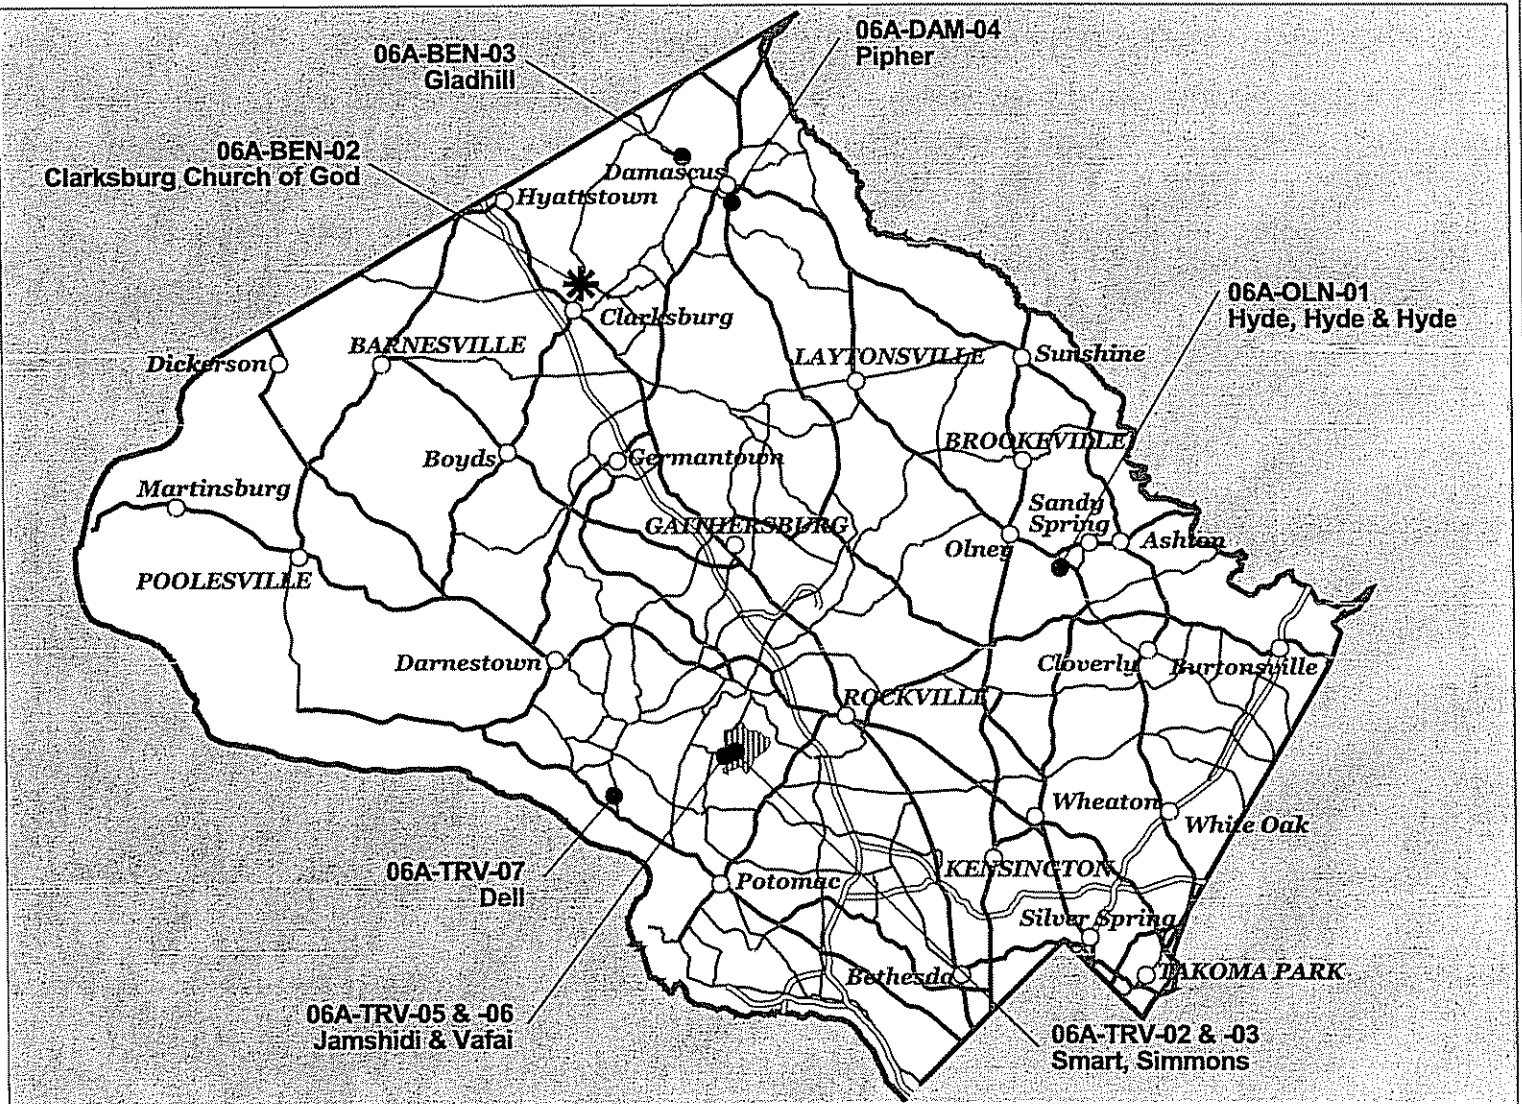 06A-BEN-03
Gladhill
06A-DAM-04
Pipher
06A-BEN-02
Clarksburg Church of God
Damascus
Hyattstown
06A-OLN-01
Hyde, Hyde & Hyde
Clarksburg
BARNESVILLE
Dickerson
LAYTONSVILLE
Sunshine
BROOKEVILLE
Boyds
Germantown
Martinsburg
Sandy
Spring
GAITHERSBURG
Olney
Ashton
POOLESVILLE
Darnestown
Cloverly
Burtonsville
ROCKVILLE
Wheaton
White Oak
06A-TRV-07
Dell
Potomac
KENSINGTON
Silver Spring
Bethesda
TAKOMA PARK
06A-TRV-05 & -06
Jamshidi & Vafai
06A-TRV-02 & -03
Smart, Simmons